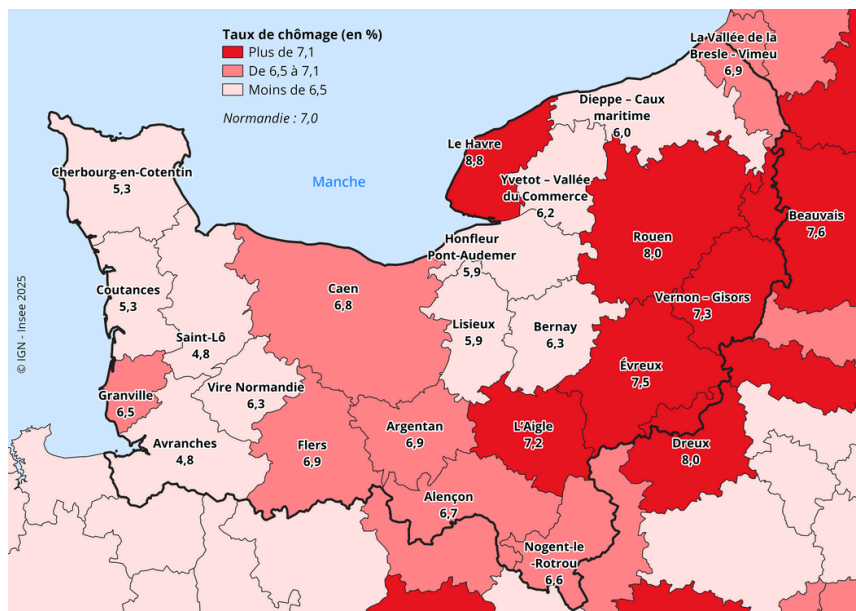 Taux de chômage (en %)
Plus de 7,1
De 6,5 à 7,1
Moins de 6,5
Normandie : 7,0
La Vallée de la
Bresle - Vimeu
6,9
Dieppe – Caux
maritime
6,0
Le Havre
8,8
Cherbourg-en-Cotentin
5,3
Manche
Yvetot – Vallée
du Commerce
6,2
Beauvais
7,6
Rouen
8,0
Honfleur
Pont-Audemer
5,9
Coutances
5,3
Caen
6,8
Vernon – Gisors
7,3
Saint-Lô
4,8
Lisieux
5,9
Bernay
6,3
Évreux
7,5
Vire Normandie
6,3
Granville
6,5
Argentan
6,9
L'Aigle
7,2
Avranches
4,8
Flers
6,9
Dreux
8,0
Alençon
6,7
Nogent-le
-Rotrou
6,6
© IGN - Insee 2025